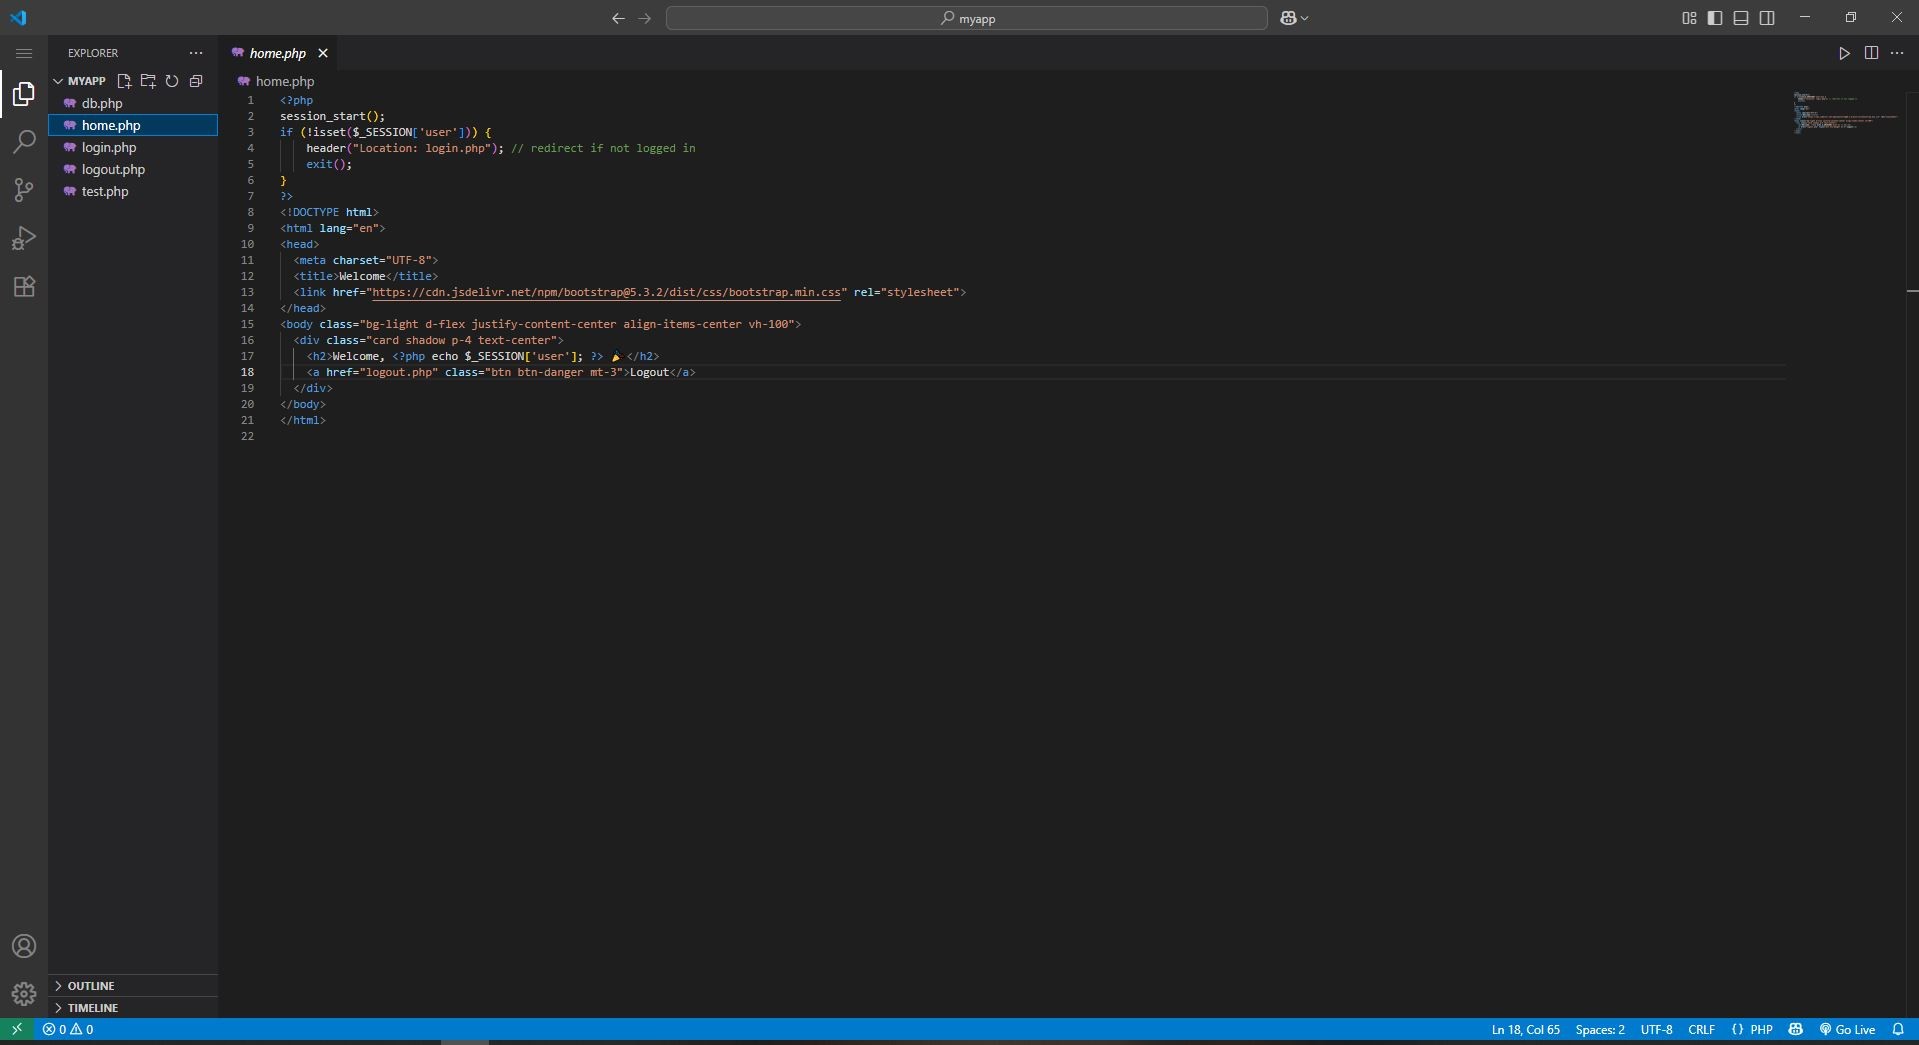 myapp
EXPLORER
MYAPP
db.php
home.php
login.php
logout.php
test.php
OUTLINE
TIMELINE
home.php
home.php
1 <?php
2 session_start();
3 if (!isset($_SESSION['user'])) {
4 header("Location: login.php"); // redirect if not logged in
5 exit();
6 }
7 ?>
8 <!DOCTYPE html>
9 <html lang="en">
10 <head>
11 <meta charset="UTF-8">
12 <title>Welcome</title>
13 <link href="https://cdn.jsdelivr.net/npm/bootstrap@5.3.2/dist/css/bootstrap.min.css" rel="stylesheet">
14 </head>
15 <body class="bg-light d-flex justify-content-center align-items-center vh-100">
16 <div class="card shadow p-4 text-center">
17 <h2>Welcome, <?php echo $_SESSION['user']; ?> 🎉</h2>
18 <a href="logout.php" class="btn btn-danger mt-3">Logout</a>
19 </div>
20 </body>
21 </html>
22
0 0
Ln 18, Col 65 Spaces: 2 UTF-8 CRLF {} PHP Go Live